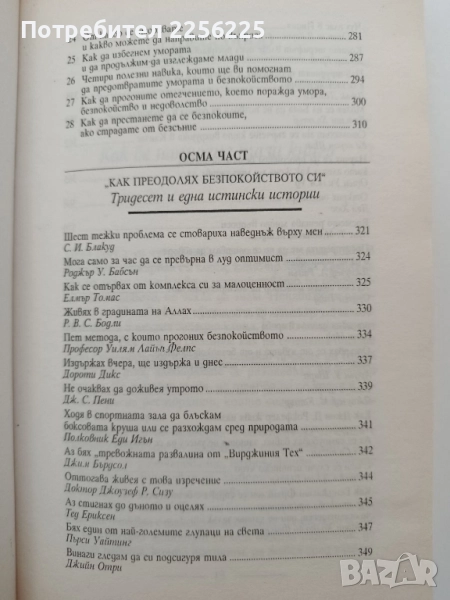 Потребител 2256285162
24
и какво можете да направите 281
25 Как да избегнем умората
и да продължим да изглеждаме млади 287
26 Четири полезни навика, които ще ви помогнат
да предотвратите умората и безпокойството 294
27 Как да прогоните отегчението, което поражда умора,
безпокойство и недоволство 300
28 Как да престанете да се безпокоите,
ако страдате от безсъние 310
ОСМА ЧАСТ
„КАК ПРЕОДОЛЯХ БЕЗПОКОЙСТВОТО СИ“
Тридесет и една истински истории
Шест тежки проблема се стовариха наведнъж върху мен 321
С. И. Блакуд
Мога само за час да се превърна в луд оптимист 324
Роджър У. Бабсън
Как се отървах от комплекса си за малоценност 325
Елмър Томас
Живях в градината на Аллах 330
Р. В. С. Бодли
Пет метода, с които прогоних безпокойството 334
Професор Уилям Лайъл Фелпс
Издържах вчера, ще издържа и днес 337
Дороти Дикс
Не очаквах да доживея утрото 339
Дж. С. Пени
Ходя в спортната зала да блъскам
боксовата круша или се разхождам сред природата 341
Полковник Еди Игън
Аз бях „тревожната развалина от „Вирджиния Тех“ 342
Джим Бърдсол
Оттогава живея с това изречение 344
Доктор Джоузеф Р. Сизу
Аз стигнах до дъното и оцелях 345
Тед Ериксен
Бях един от най-големите глупаци на света 347
Пърси Уайтинг
Винаги гледам да си подсигуря тила 349
Джийн Отри
BAZAR